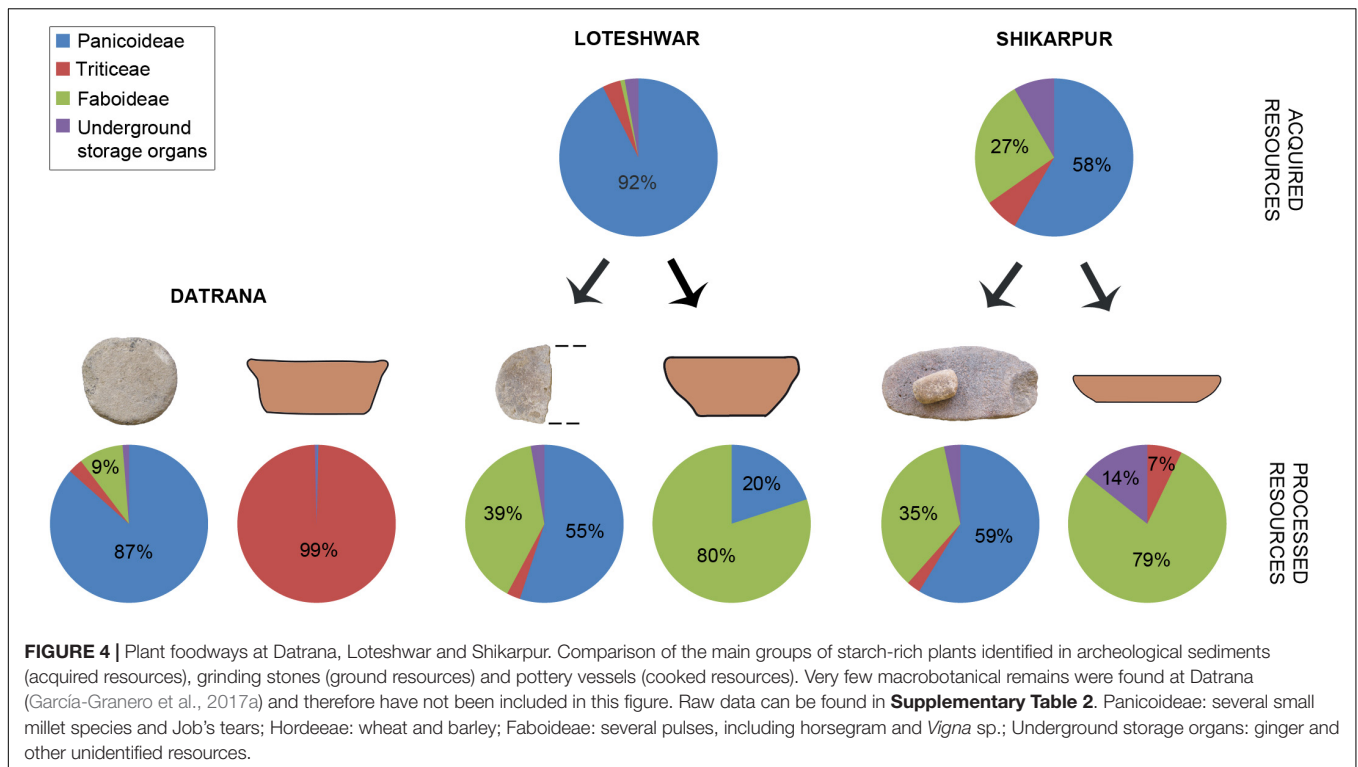 Panicoideae
Triticeae
Faboideae
Underground
storage organs
LOTESHWAR
SHIKARPUR
92%
27%
58%
ACQUIRED
RESOURCES
DATRANA
9%
87%
99%
39%
55%
20%
80%
35%
59%
14%
7%
79%
PROCESSED
RESOURCES
FIGURE 4 | Plant foodways at Datrana, Loteshwar and Shikarpur. Comparison of the main groups of starch-rich plants identified in archeological sediments
(acquired resources), grinding stones (ground resources) and pottery vessels (cooked resources). Very few macrobotanical remains were found at Datrana
(García-Granero et al., 2017a) and therefore have not been included in this figure. Raw data can be found in Supplementary Table 2. Panicoideae: several small
millet species and Job's tears; Hordeeae: wheat and barley; Faboideae: several pulses, including horsegram and Vigna sp.; Underground storage organs: ginger and
other unidentified resources.